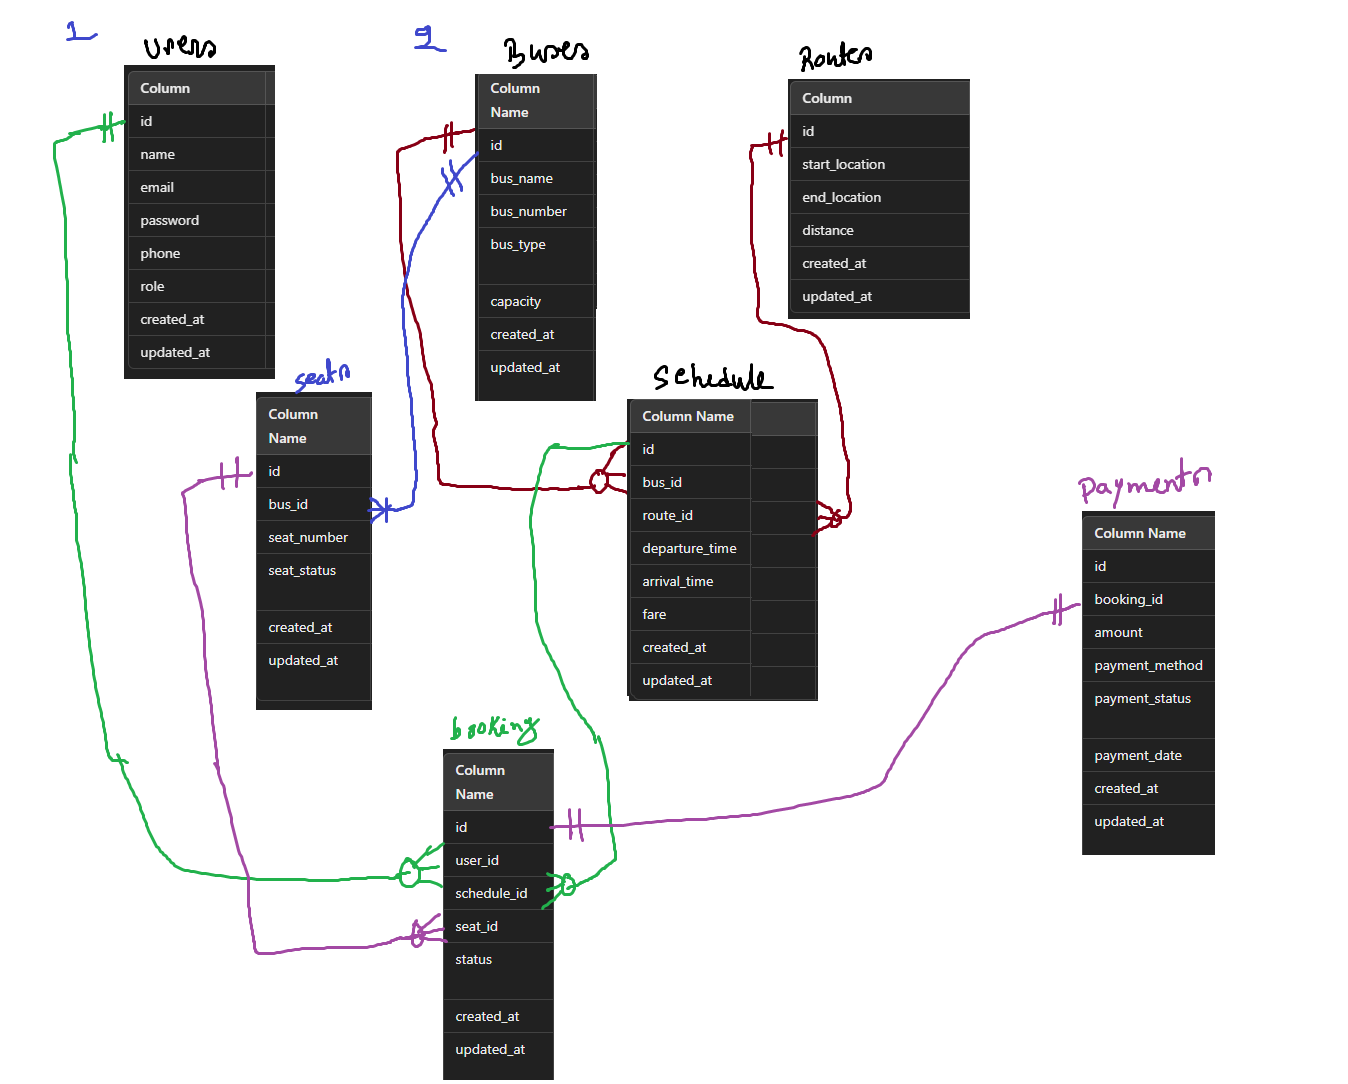 1
Users
Column
id
name
email
password
phone
role
created_at
updated_at
2
Buses
Column
Name
id
bus_name
bus_number
bus_type
capacity
created_at
updated_at
Routes
Column
id
start_location
end_location
distance
created_at
updated_at
seats
Column
Name
id
bus_id
seat_number
seat_status
created_at
updated_at
Schedule
Column Name
id
bus_id
route_id
departure_time
arrival_time
fare
created_at
updated_at
Payments
Column Name
id
booking_id
amount
payment_method
payment_status
payment_date
created_at
updated_at
booking
Column
Name
id
user_id
schedule_id
seat_id
status
created_at
updated_at